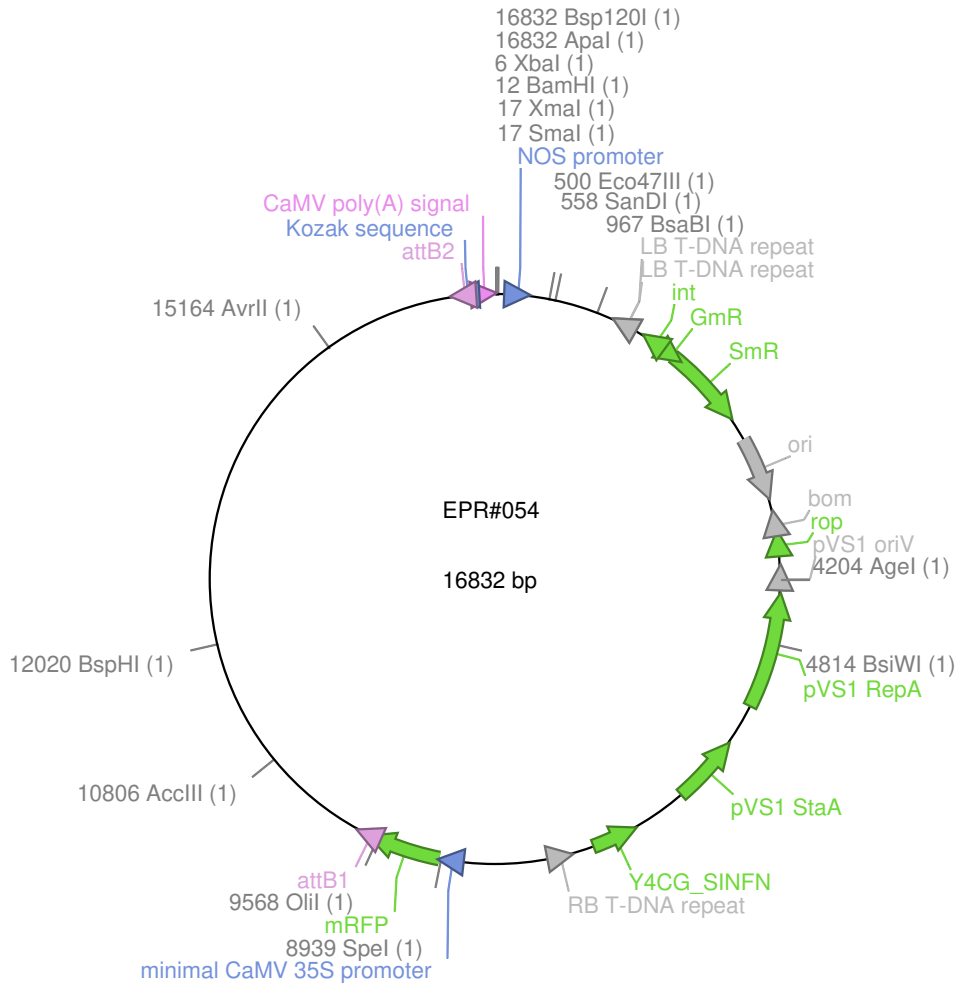 16832 Bsp120I (1)
16832 ApaI (1)
6 XbaI (1)
12 BamHI (1)
17 XmaI (1)
17 SmaI (1)
NOS promoter
500 Eco47III (1)
558 SanDI (1)
967 BsaBI (1)
LB T-DNA repeat
LB T-DNA repeat
int
GmR
SmR
ori
bom
rop
pVS1 oriV
4204 AgeI (1)
4814 BsiWI (1)
pVS1 RepA
pVS1 StaA
Y4CG_SINFN
RB T-DNA repeat
minimal CaMV 35S promoter
8939 SpeI (1)
mRFP
9568 OliI (1)
attB1
10806 AccIII (1)
12020 BspHI (1)
15164 AvrII (1)
attB2
Kozak sequence
CaMV poly(A) signal
EPR#054
16832 bp